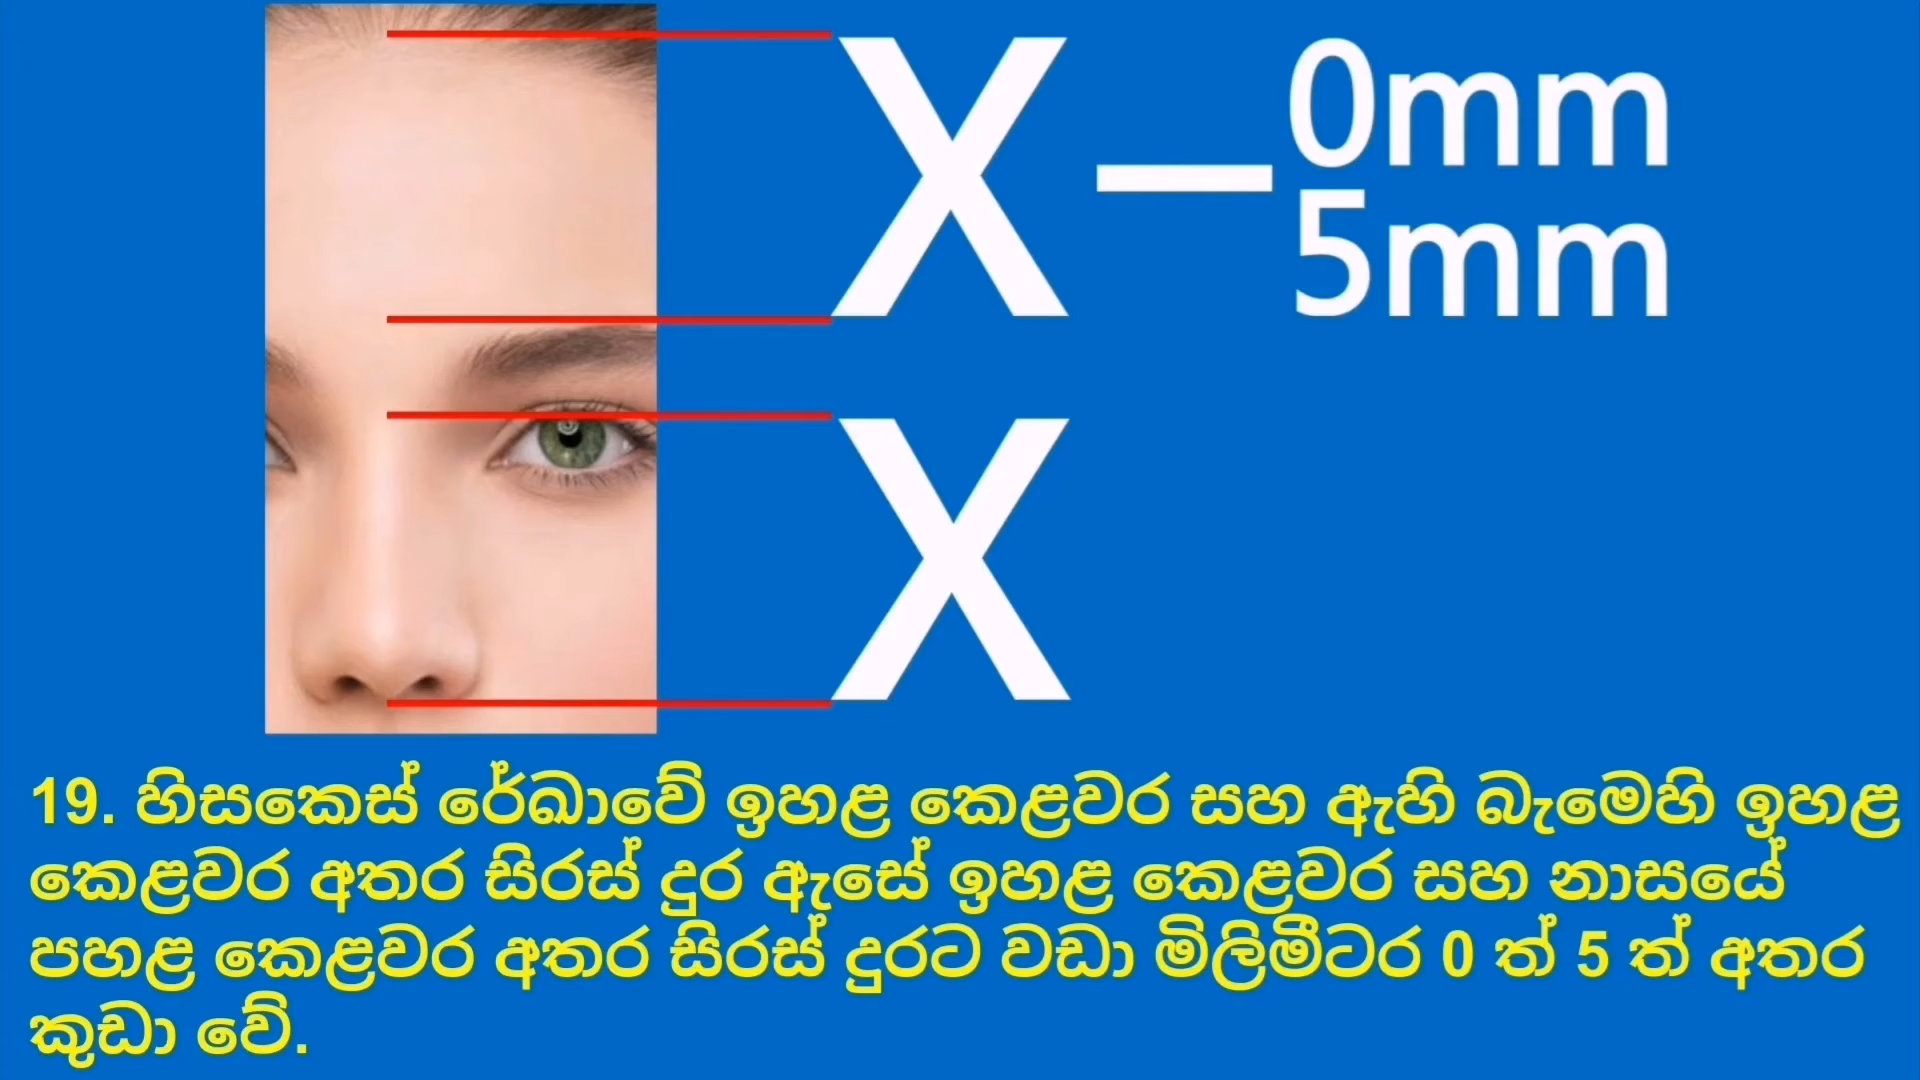 X – 0mm
5mm
X
19. හිසකෙස් රේඛාවේ ඉහළ කෙළවර සහ ඇහි බැමෙහි ඉහළ
කෙළවර අතර සිරස් දුර ඇසේ ඉහළ කෙළවර සහ නාසයේ
පහළ කෙළවර අතර සිරස් දුරට වඩා මිලිමීටර 0 ත් 5 ත් අතර
කුඩා වේ.